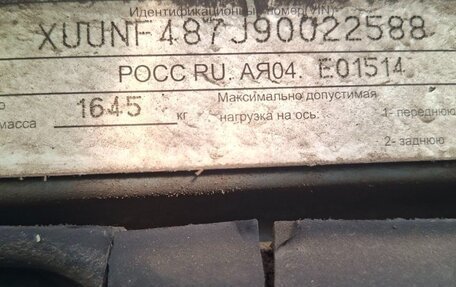 Идентификационный номер (VIN):
XUUNF487J90022588
РОСС RU. АЯ04. Е01514
масса 1645 кг
Максимально допустимая
нагрузка на ось:
1- переднюю
2- заднюю